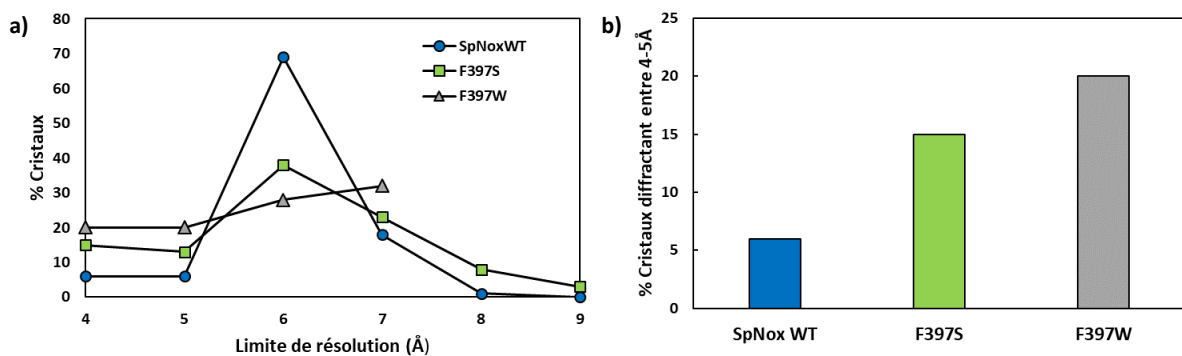 a)
% Cristaux
80
70
60
50
40
30
20
10
0
SpNoxWT
F397S
F397W
4 5 6 7 8 9
Limite de résolution (Å)
b)
% Cristaux diffractant entre 4-5Å
25
20
15
10
5
0
SpNox WT F397S F397W